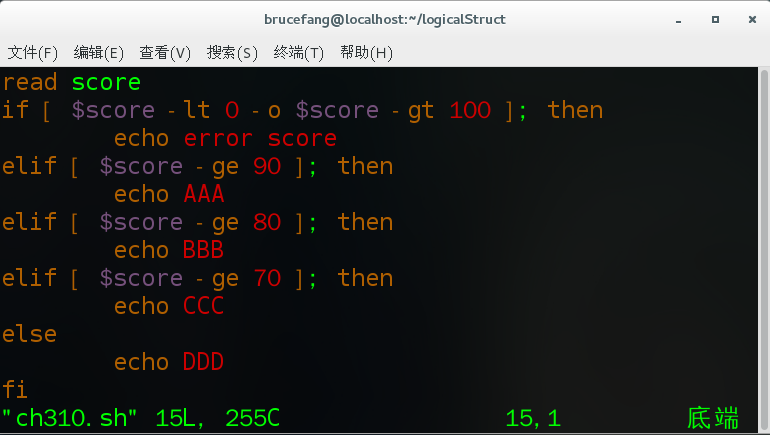 brucefang@localhost:~/logicalStruct
文件(F) 编辑(E) 查看(V) 搜索(S) 终端(T) 帮助(H)
read score
if [ $score -lt 0 -o $score -gt 100 ]; then
        echo error score
elif [ $score -ge 90 ]; then
        echo AAA
elif [ $score -ge 80 ]; then
        echo BBB
elif [ $score -ge 70 ]; then
        echo CCC
else
        echo DDD
fi
"ch310.sh" 15L, 255C 15,1 底端